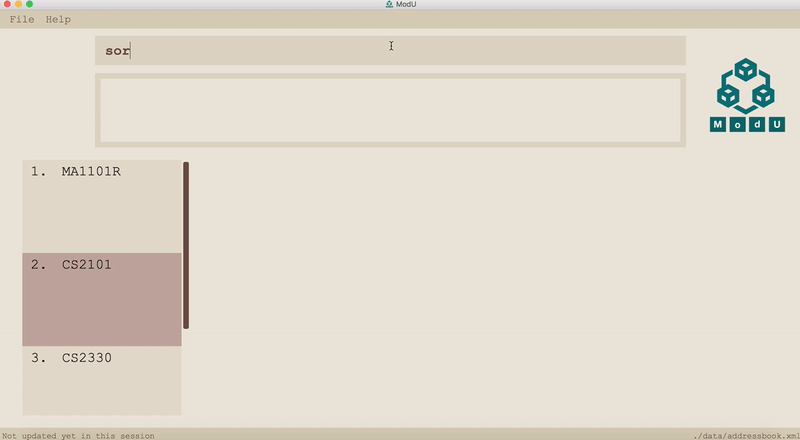 ModU
File Help
sor
M o d U
1. MA1101R
2. CS2101
3. CS2330
Not updated yet in this session
./data/addressbook.xml